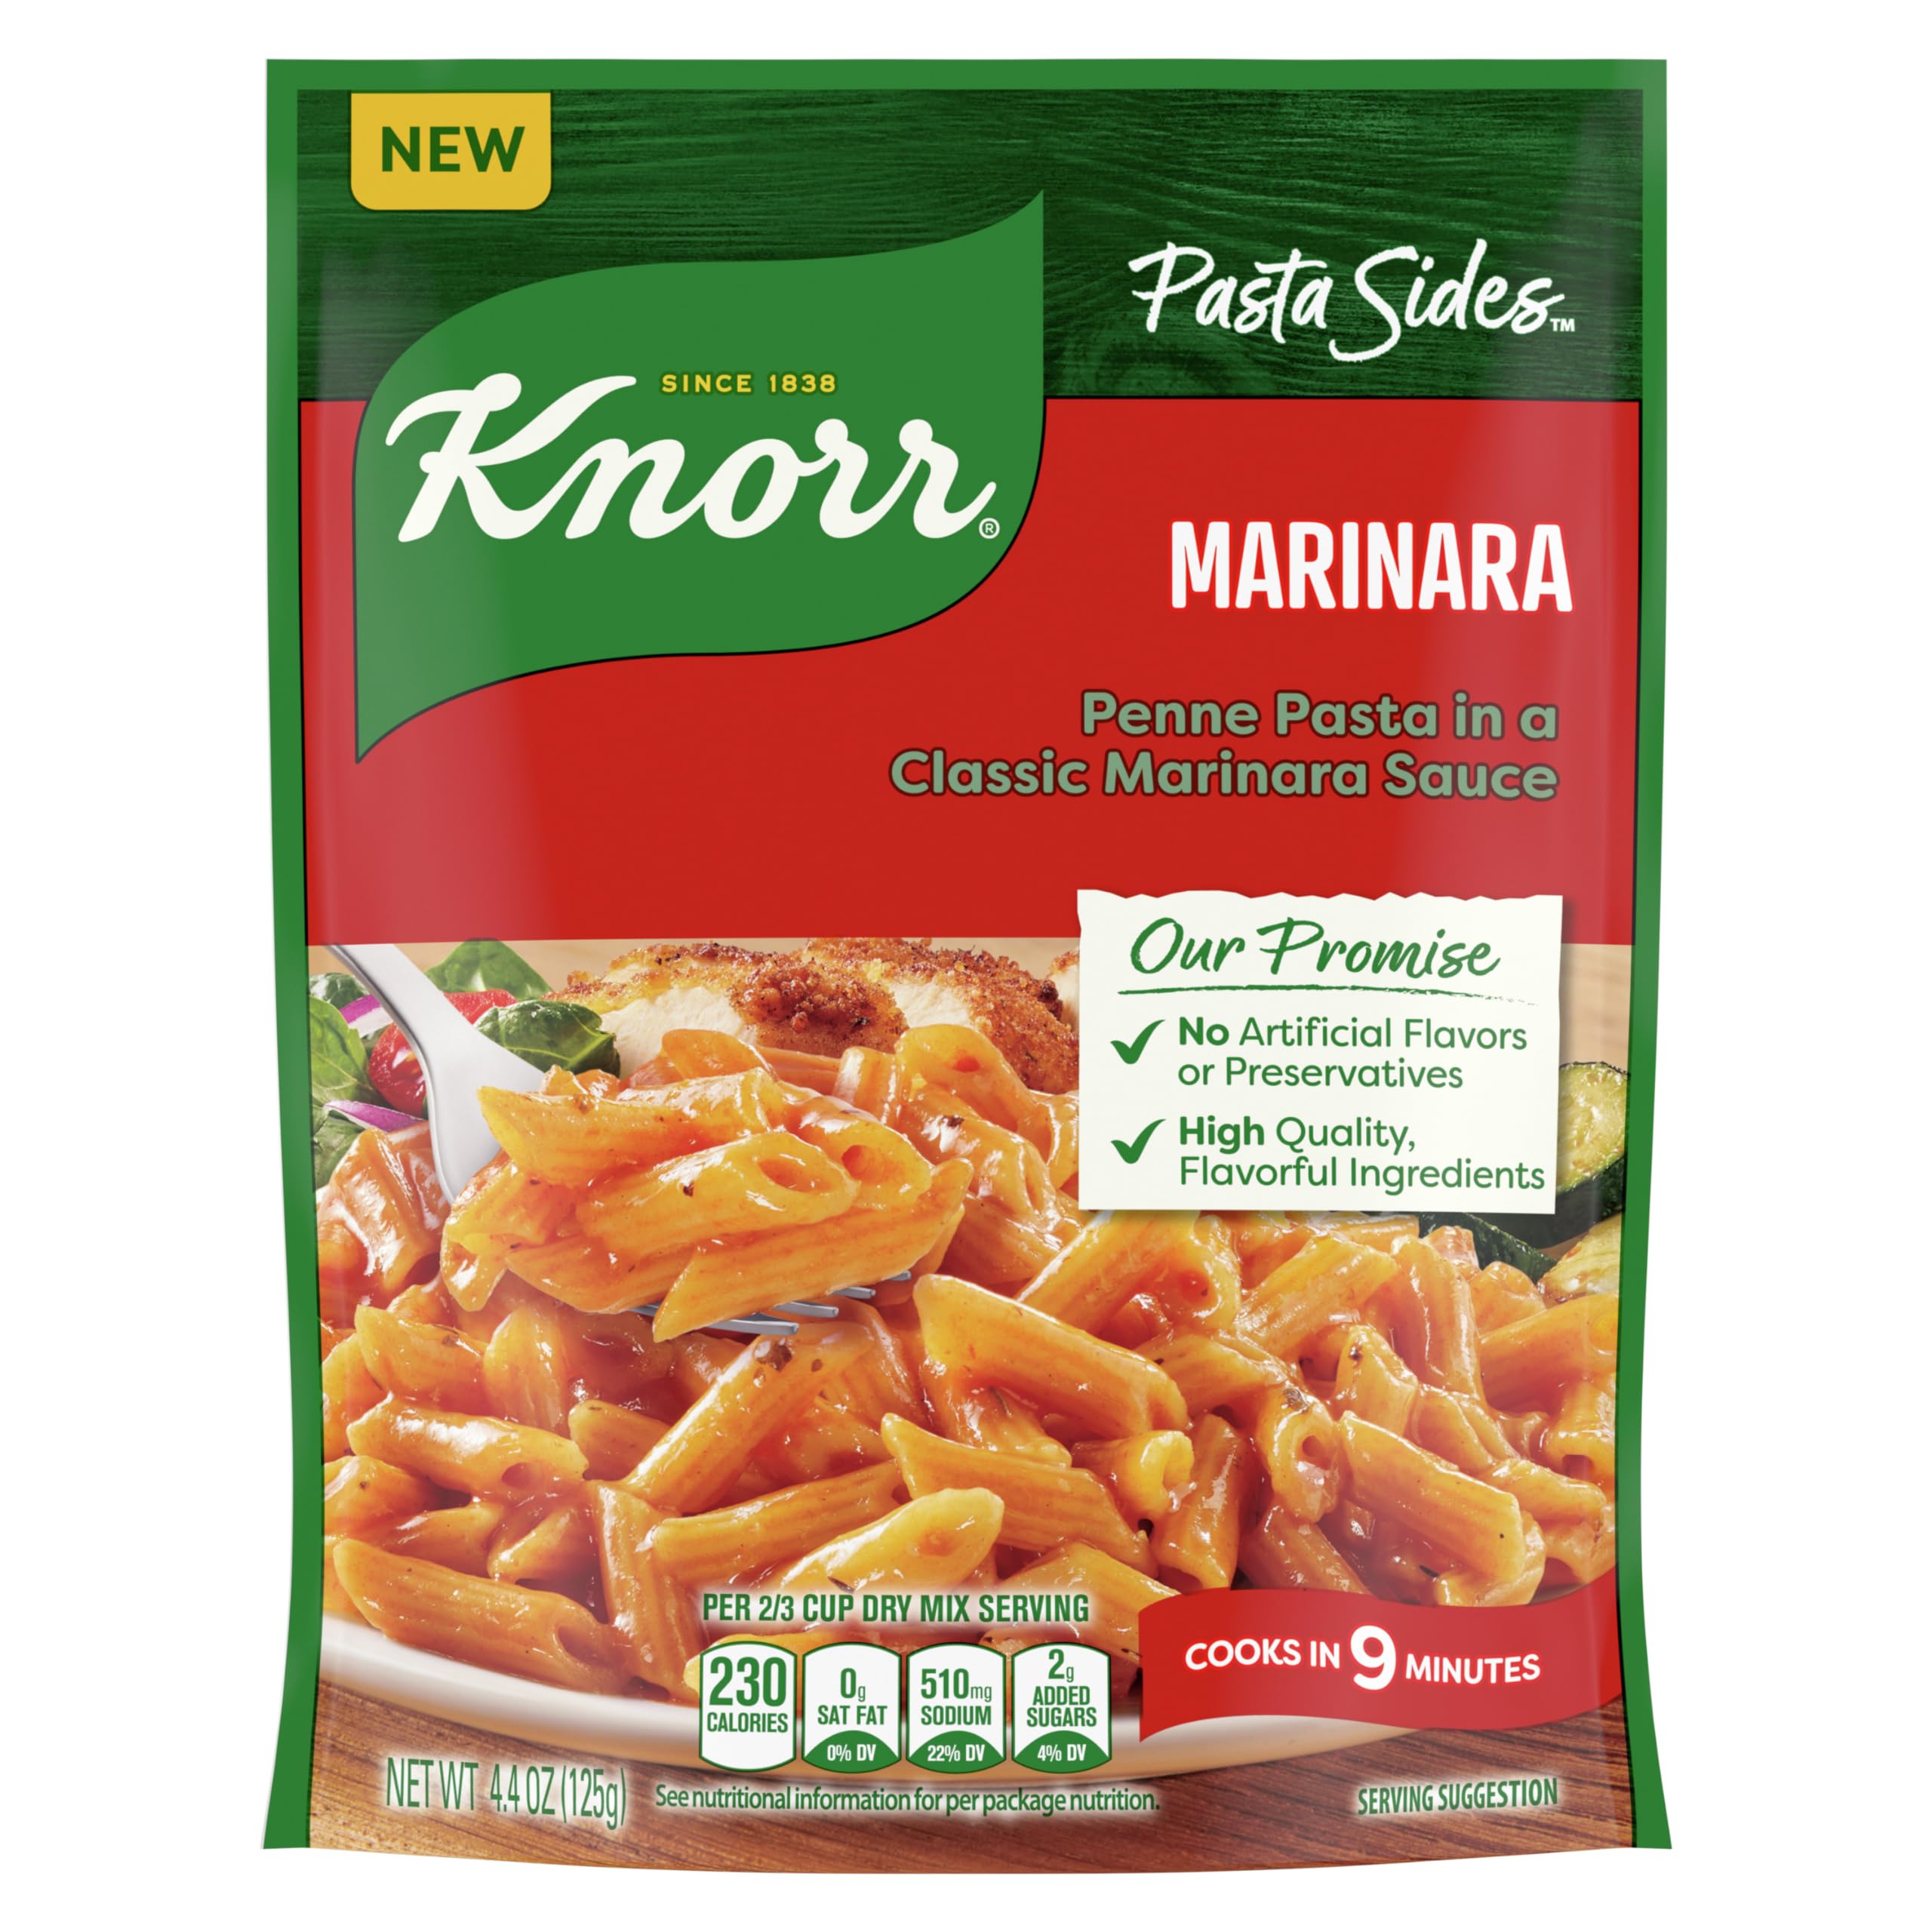 NEW
Pasta Sides™
SINCE 1838
Knorr®
MARINARA
Penne Pasta in a
Classic Marinara Sauce
Our Promise
✓ No Artificial Flavors
or Preservatives
✓ High Quality,
Flavorful Ingredients
PER 2/3 CUP DRY MIX SERVING
230 CALORIES
0g SAT FAT 0% DV
510mg SODIUM 22% DV
2g ADDED SUGARS 4% DV
COOKS IN 9 MINUTES
NET WT 4.4 OZ (125g)
See nutritional information for per package nutrition.
SERVING SUGGESTION